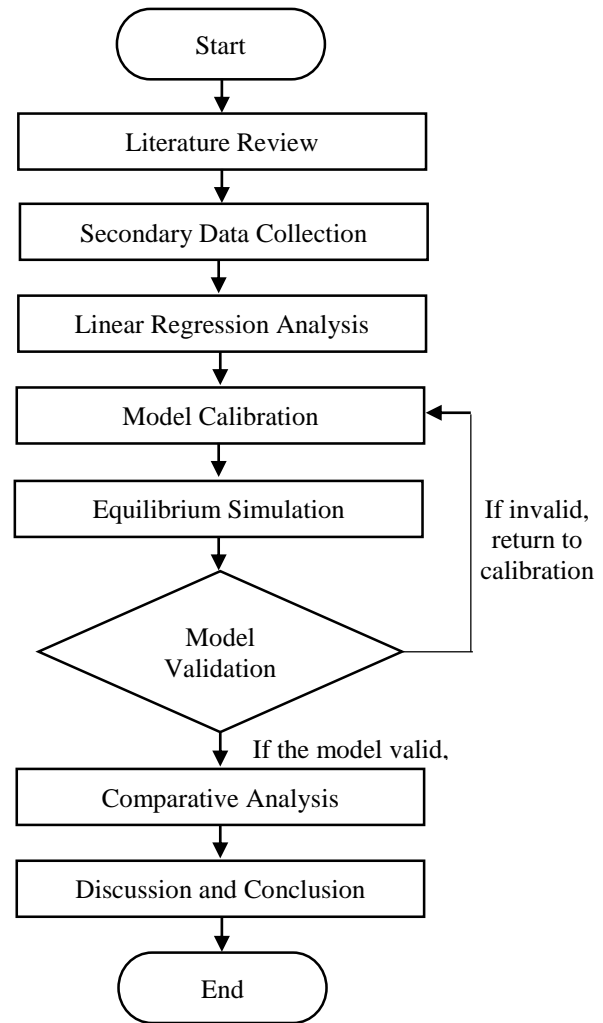 Start
Literature Review
Secondary Data Collection
Linear Regression Analysis
Model Calibration
Equilibrium Simulation
If invalid,
return to
calibration
Model
Validation
If the model valid,
Comparative Analysis
Discussion and Conclusion
End